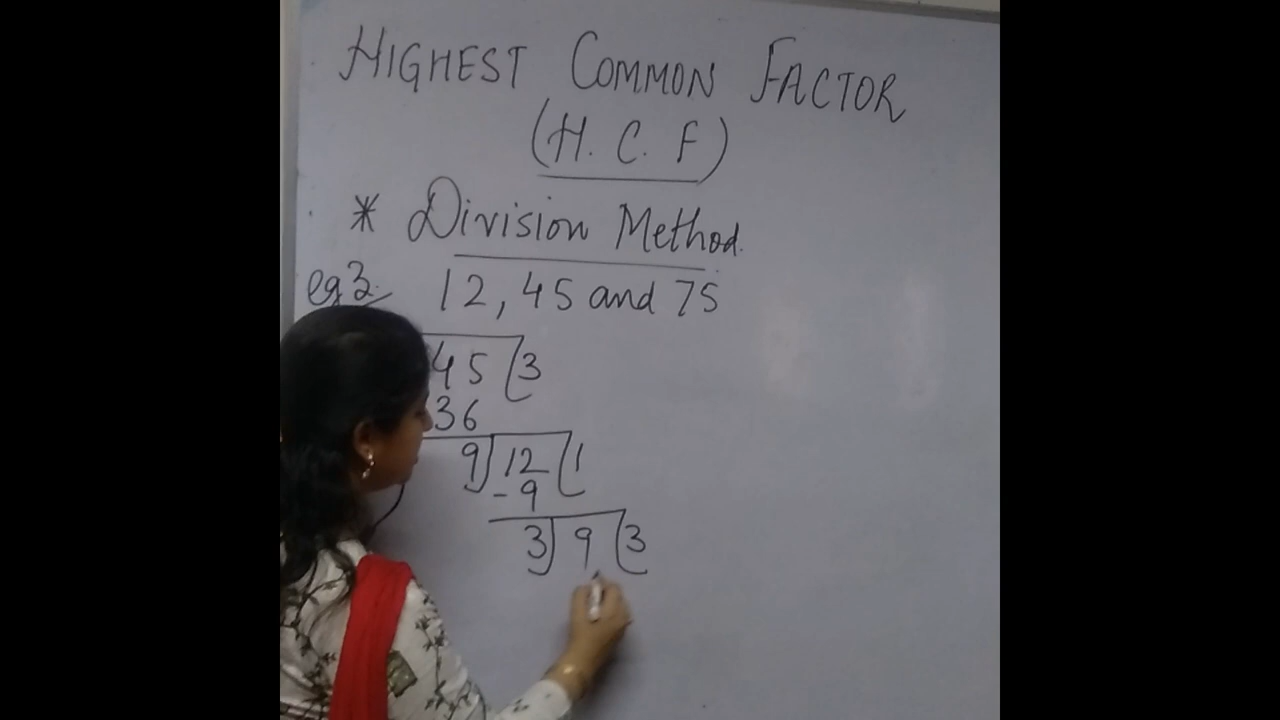 HIGHEST COMMON FACTOR
(H. C. F)
* Division Method.
eg 3. 12, 45 and 75
45 3
36
9 12 1
- 9
3 9 3